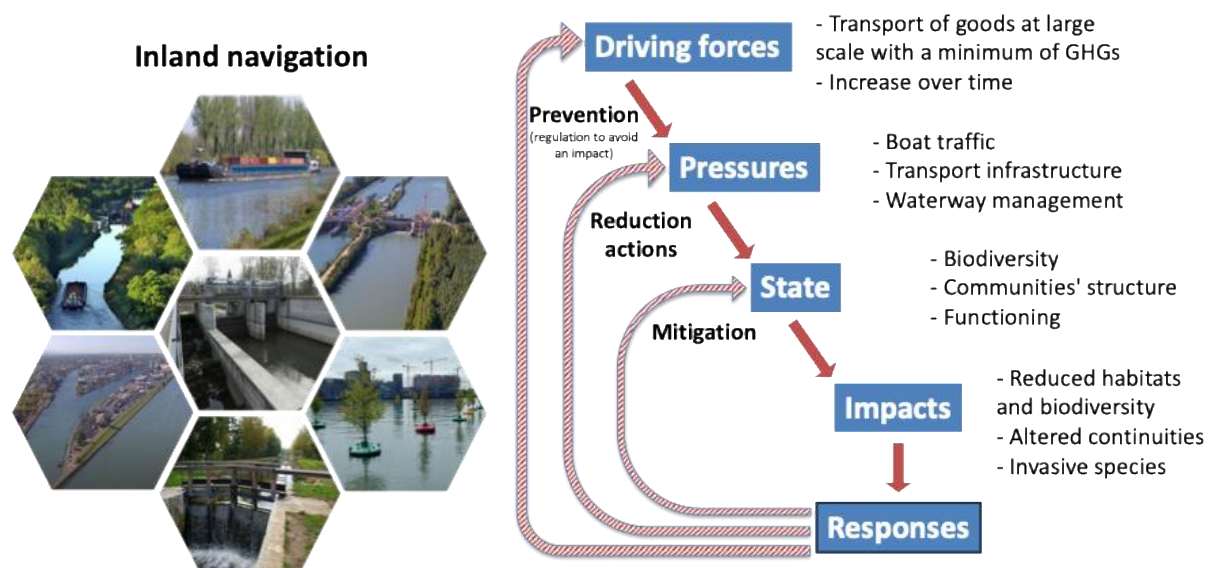 Inland navigation
Driving forces
- Transport of goods at large
scale with a minimum of GHGs
- Increase over time
Prevention
(regulation to avoid
an impact)
Pressures
- Boat traffic
- Transport infrastructure
- Waterway management
Reduction
actions
State
- Biodiversity
- Communities' structure
- Functioning
Mitigation
Impacts
- Reduced habitats
and biodiversity
- Altered continuities
- Invasive species
Responses